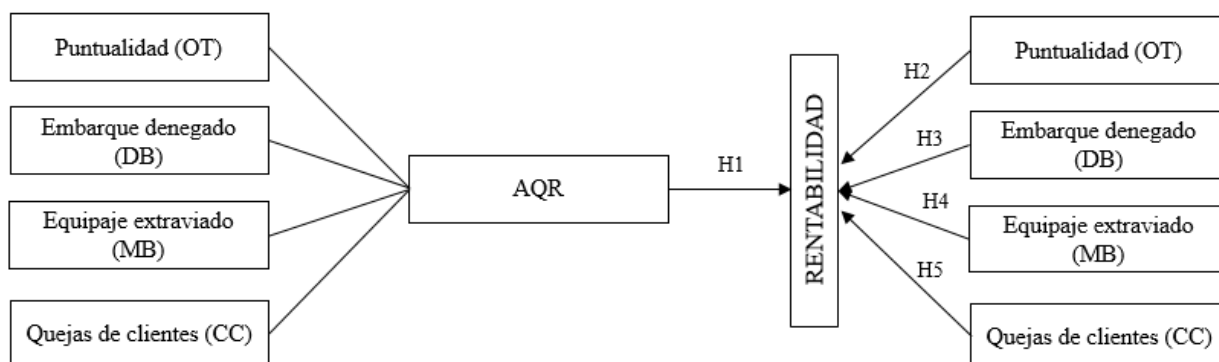 Puntualidad (OT)
Embarque denegado
(DB)
Equipaje extraviado
(MB)
Quejas de clientes (CC)
AQR
H1
RENTABILIDAD
H2
H3
H4
H5
Puntualidad (OT)
Embarque denegado
(DB)
Equipaje extraviado
(MB)
Quejas de clientes (CC)